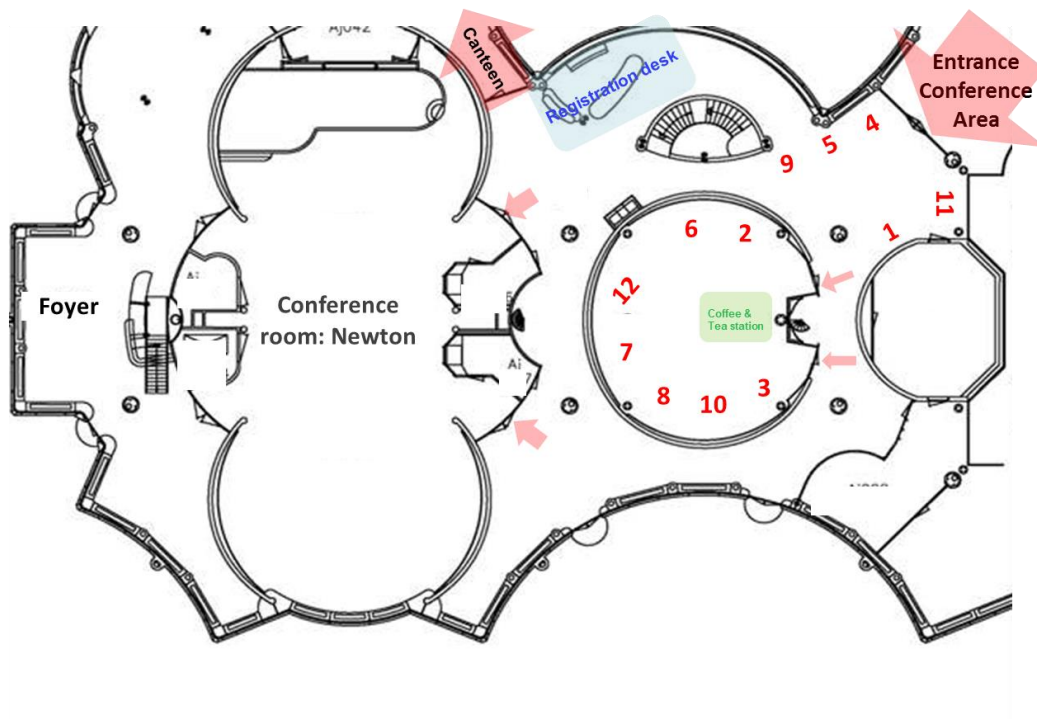 Canteen
Registration desk
Entrance
Conference
Area
4
5
9
11
1
6
2
12
Foyer
Conference
room: Newton
Coffee &
Tea station
7
3
8
10